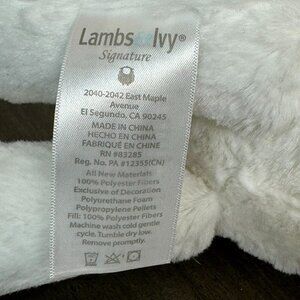 Lambs & Ivy®
Signature
2040-2042 East Maple
Avenue
El Segundo, CA 90245
MADE IN CHINA
HECHO EN CHINA
FABRIQUÉ EN CHINE
RN #83285
Reg. No. PA #12355(CN)
All New Materials
100% Polyester Fibers
Exclusive of Decoration
Polyurethane Foam
Polypropylene Pellets
Fill: 100% Polyester Fibers
Machine wash cold gentle
cycle. Tumble dry low.
Remove promptly.